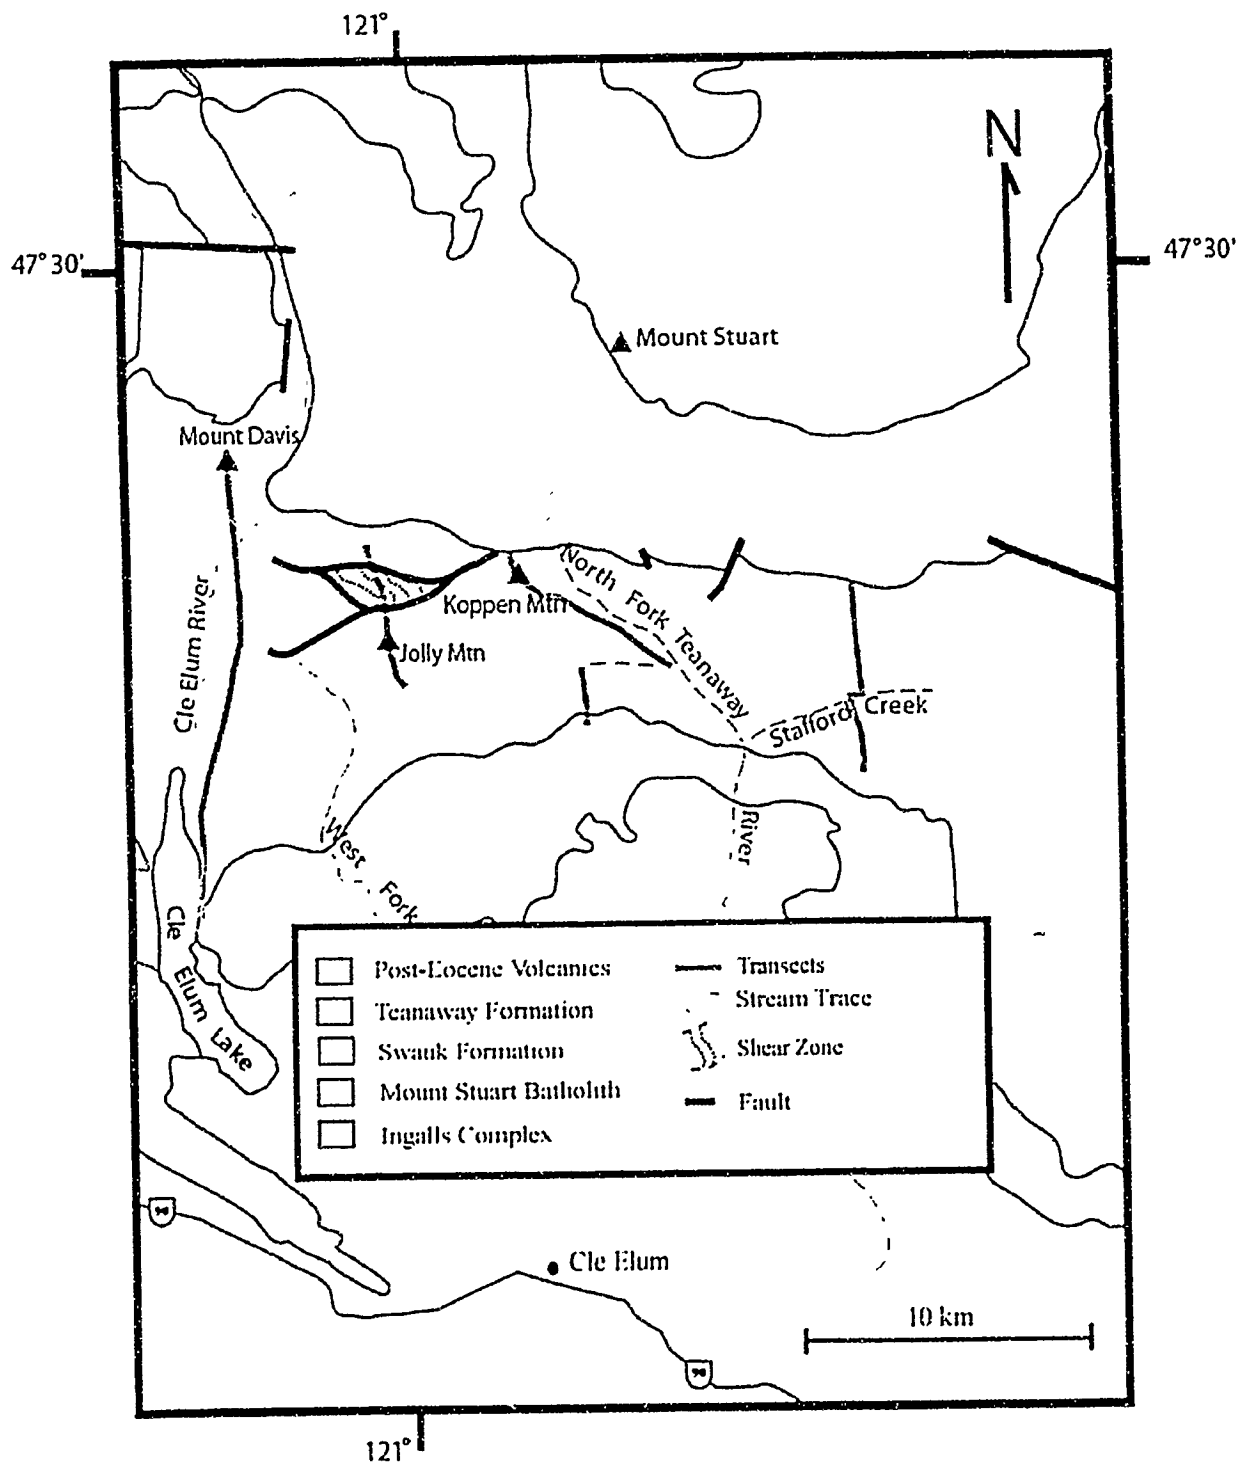 121°
N
47°30'
47°30'
Mount Stuart
Mount Davis
North Fork Teanaway
Koppen Mtn
Cle Elum River
Jolly Mtn
Stafford Creek
River
West Fork
Cle Elum Lake
Post-Eocene Volcanics
Teanaway Formation
Swauk Formation
Mount Stuart Batholith
Ingalls Complex
Transects
Stream Trace
Shear Zone
Fault
90
Cle Elum
10 km
90
121°